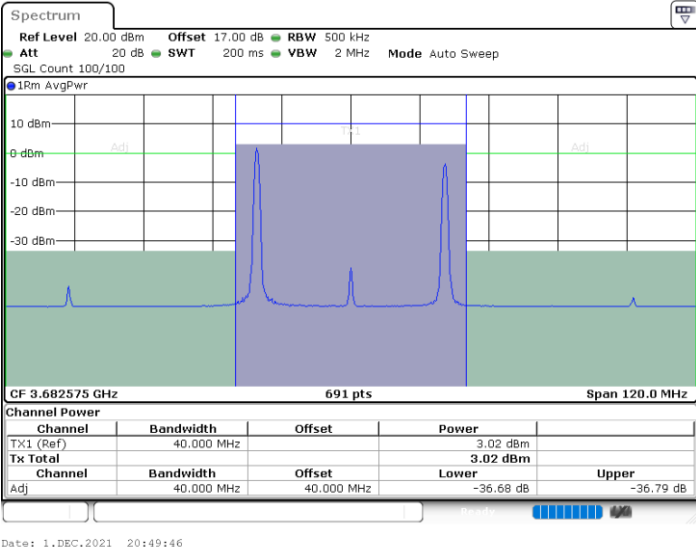 Spectrum
Ref Level 20.00 dBm Offset 17.00 dB RBW 500 kHz
Att 20 dB SWT 200 ms VBW 2 MHz Mode Auto Sweep
SGL Count 100/100
1Rm AvgPwr
10 dBm
TX1
Adj
Adj
0 dBm
-10 dBm
-20 dBm
-30 dBm
CF 3.682575 GHz 691 pts Span 120.0 MHz
Channel Power
Channel Bandwidth Offset Power
TX1 (Ref) 40.000 MHz 3.02 dBm
Tx Total 3.02 dBm
Channel Bandwidth Offset Lower Upper
Adj 40.000 MHz 40.000 MHz -36.68 dB -36.79 dB
Ready
Date: 1.DEC.2021 20:49:46